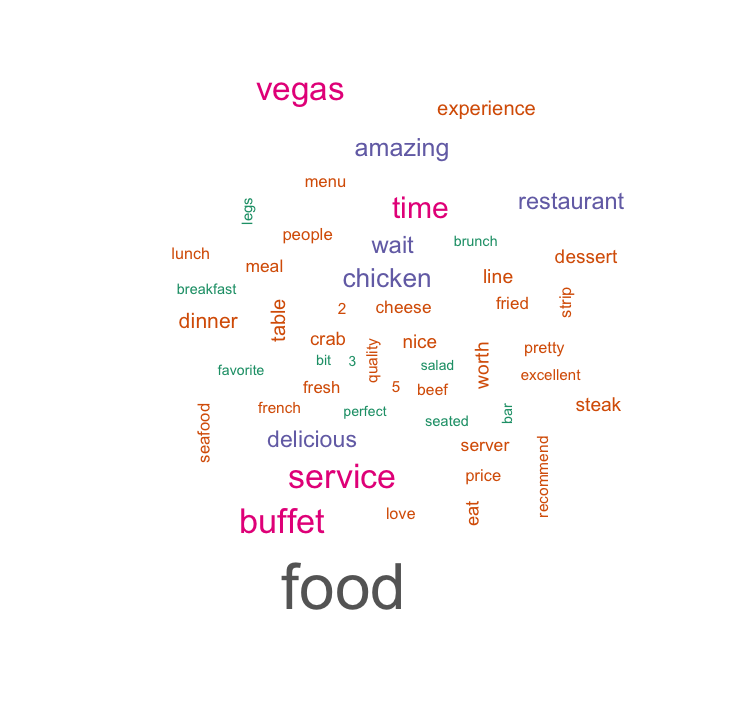 vegas
experience
amazing
menu
restaurant
time
legs
people
wait
brunch
lunch
meal
dessert
chicken
line
breakfast
strip
fried
dinner
table
2
cheese
crab
nice
quality
worth
pretty
bit
3
salad
favorite
excellent
fresh
5
beef
steak
french
perfect
seated
bar
seafood
delicious
server
service
price
recommend
buffet
love
eat
food